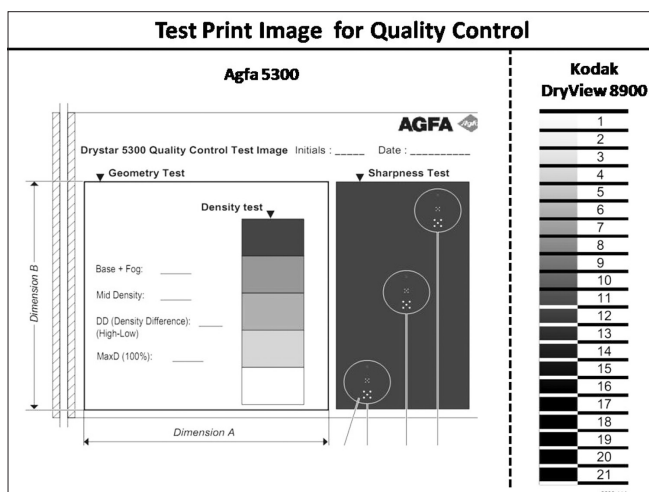 Test Print Image for Quality Control
Agfa 5300
AGFA
Drystar 5300 Quality Control Test Image Initials : _____ Date : __________
Geometry Test
Sharpness Test
Density test
Base + Fog: _____
Mid Density: _____
DD (Density Difference): ____
(High-Low)
MaxD (100%): _____
Dimension B
Dimension A
Kodak
DryView 8900
1
2
3
4
5
6
7
8
9
10
11
12
13
14
15
16
17
18
19
20
21